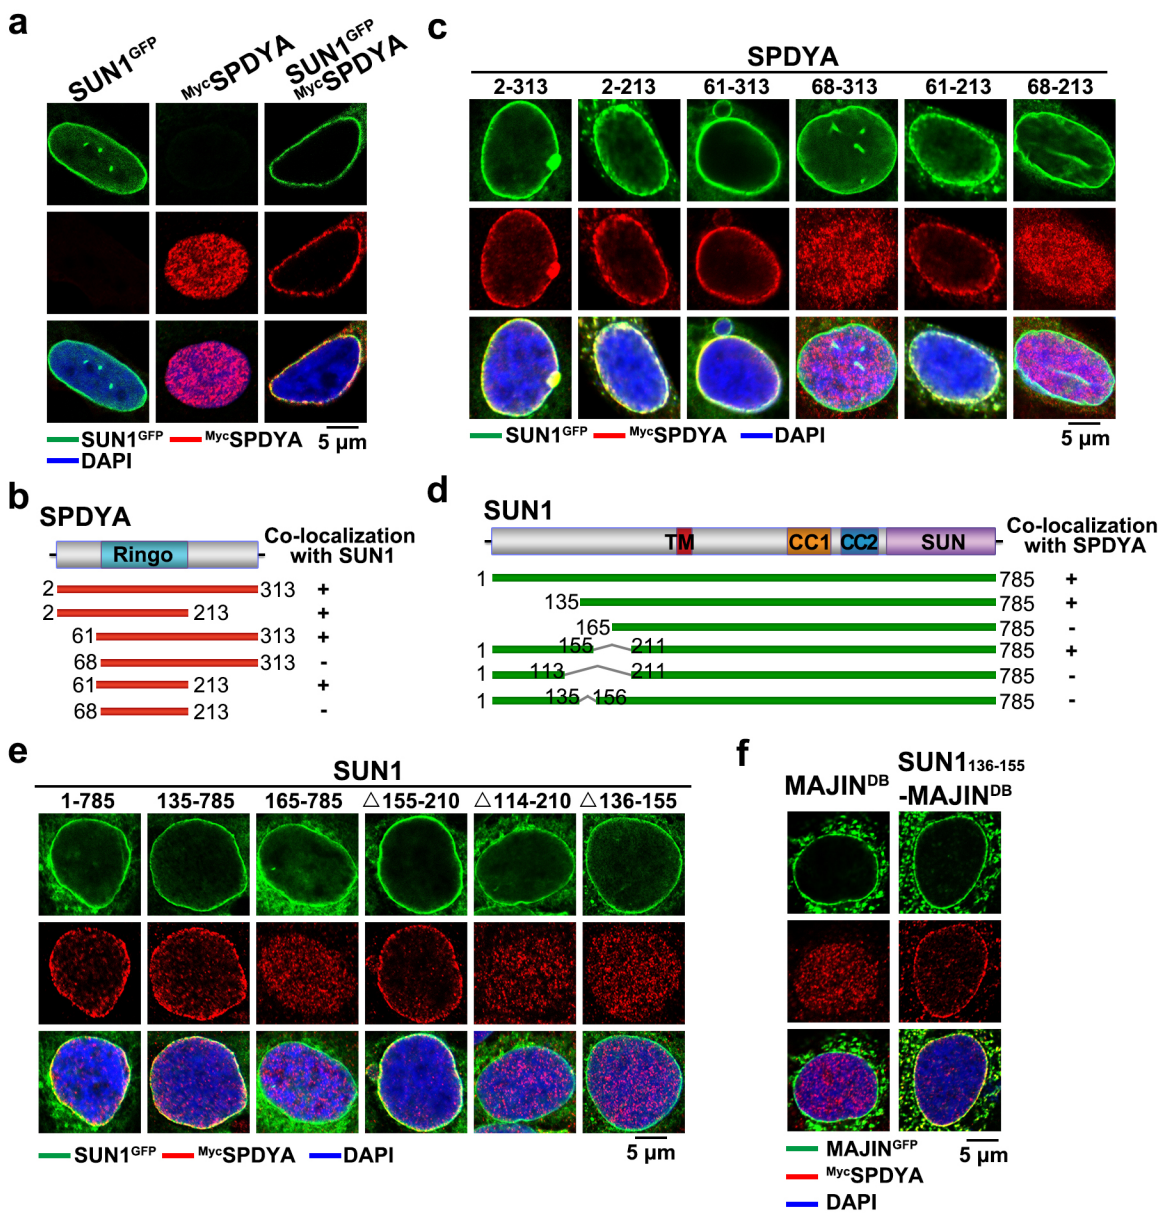 a
SUN1GFP
MycSPDYA
SUN1GFP
MycSPDYA
SUN1GFP
MycSPDYA
DAPI
5 µm
b
SPDYA
Ringo
Co-localization
with SUN1
2 313 +
2 213 +
61 313 +
68 313 -
61 213 +
68 213 -
c
SPDYA
2-313 2-213 61-313 68-313 61-213 68-213
SUN1GFP MycSPDYA DAPI
5 µm
d
SUN1
TM CC1 CC2 SUN
Co-localization
with SPDYA
1 785 +
135 785 +
165 785 -
1 155 211 785 +
1 113 211 785 -
1 135 156 785 -
e
SUN1
1-785 135-785 165-785 △155-210 △114-210 △136-155
SUN1GFP MycSPDYA DAPI
5 µm
f
MAJINDB
SUN1136-155
-MAJINDB
MAJINGFP
MycSPDYA
DAPI
5 µm